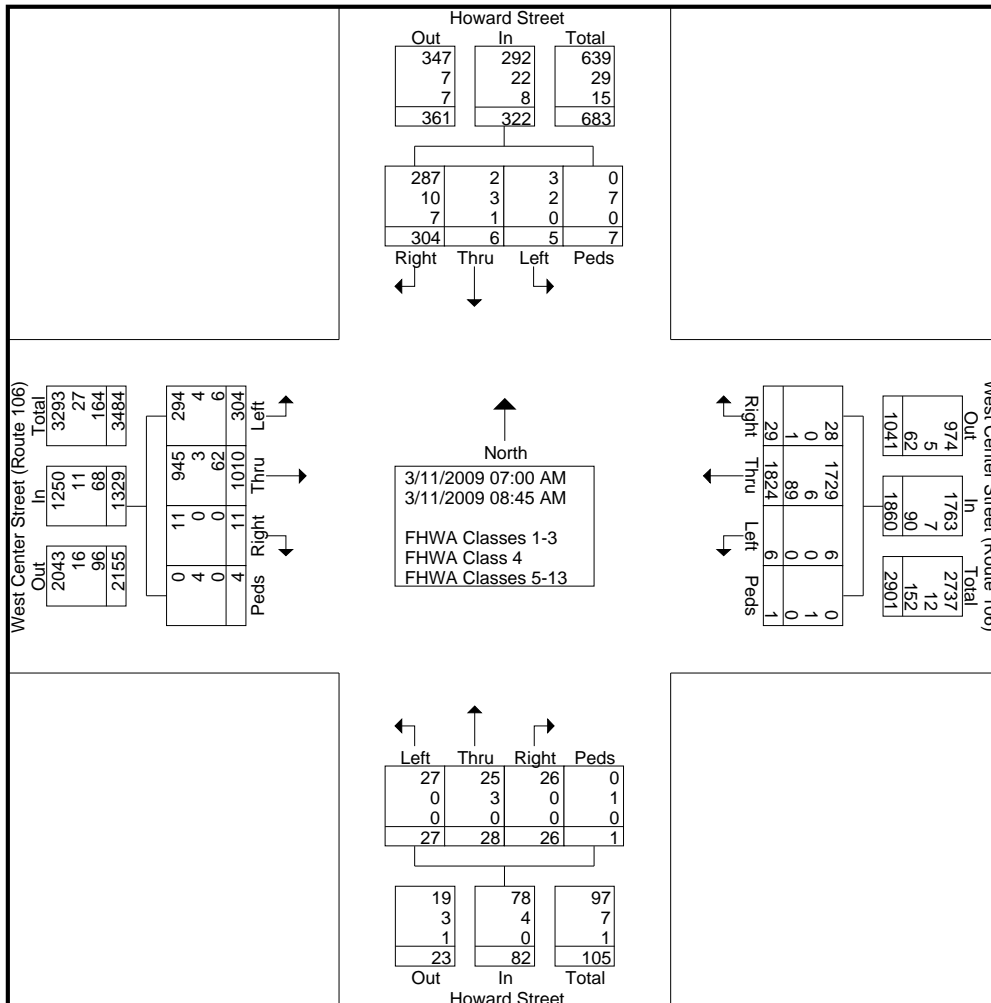 Howard Street
Out In Total
347 292 639
7 22 29
7 8 15
361 322 683
287 2 3 0
10 3 2 7
7 1 0 0
304 6 5 7
Right Thru Left Peds
West Center Street (Route 106)
Total In Out
3293 1250 2043
27 11 16
164 68 96
3484 1329 2155
294 945 11 0
4 3 0 4
6 62 0 0
304 1010 11 4
Left Thru Right Peds
North
3/11/2009 07:00 AM
3/11/2009 08:45 AM
FHWA Classes 1-3
FHWA Class 4
FHWA Classes 5-13
West Center Street (Route 106)
Out In Total
974 1763 2737
5 7 12
62 90 152
1041 1860 2901
28 1729 6 0
0 6 0 1
1 89 0 0
29 1824 6 1
Right Thru Left Peds
Left Thru Right Peds
27 25 26 0
0 3 0 1
0 0 0 0
27 28 26 1
19 78 97
3 4 7
1 0 1
23 82 105
Out In Total
Howard Street